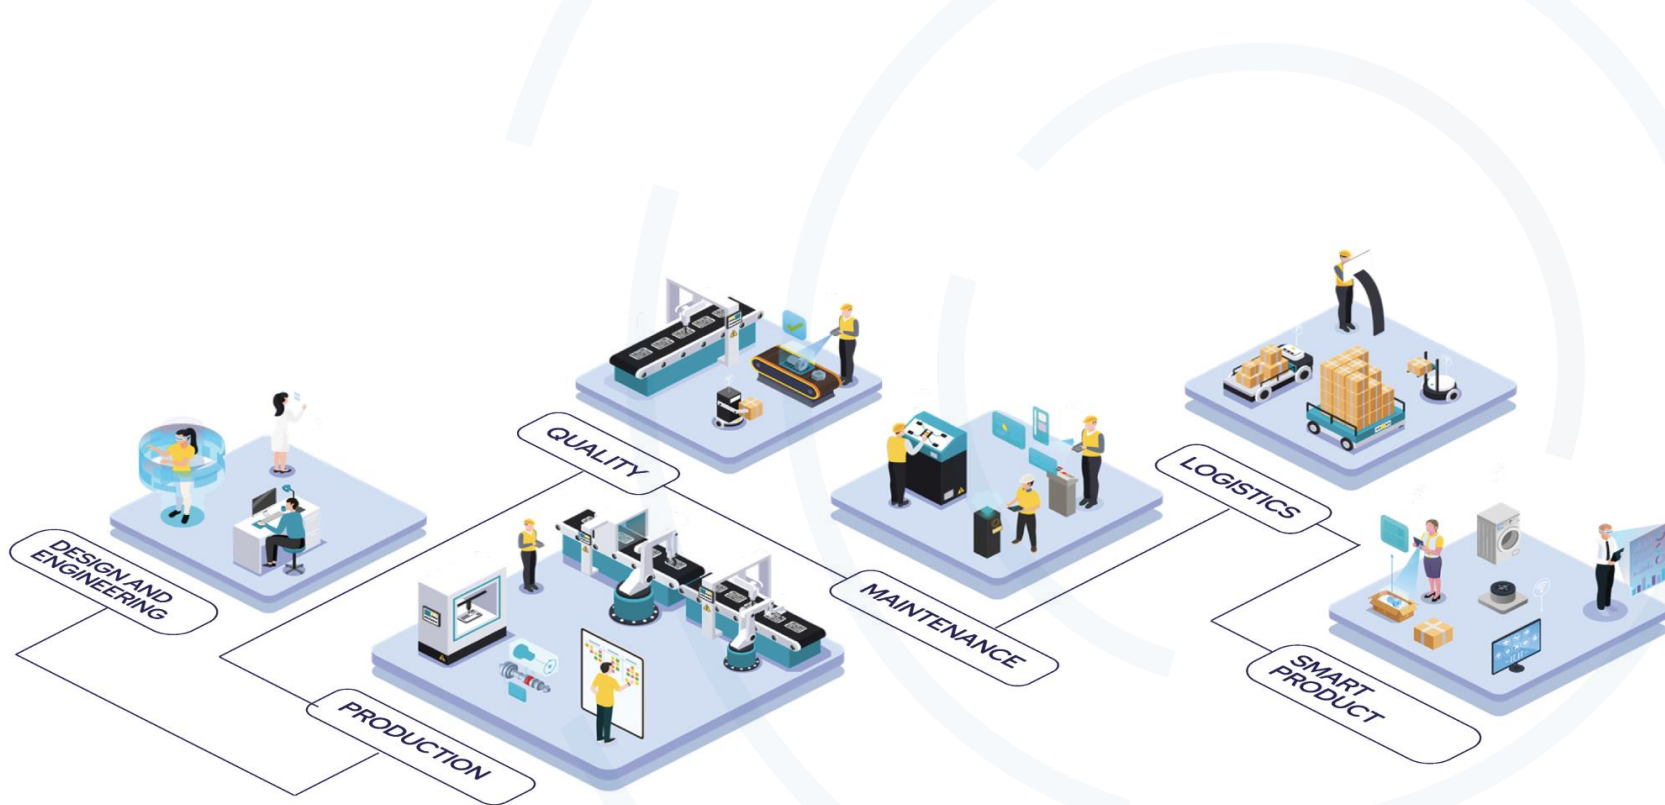 DESIGN AND
ENGINEERING
PRODUCTION
QUALITY
MAINTENANCE
LOGISTICS
SMART
PRODUCT